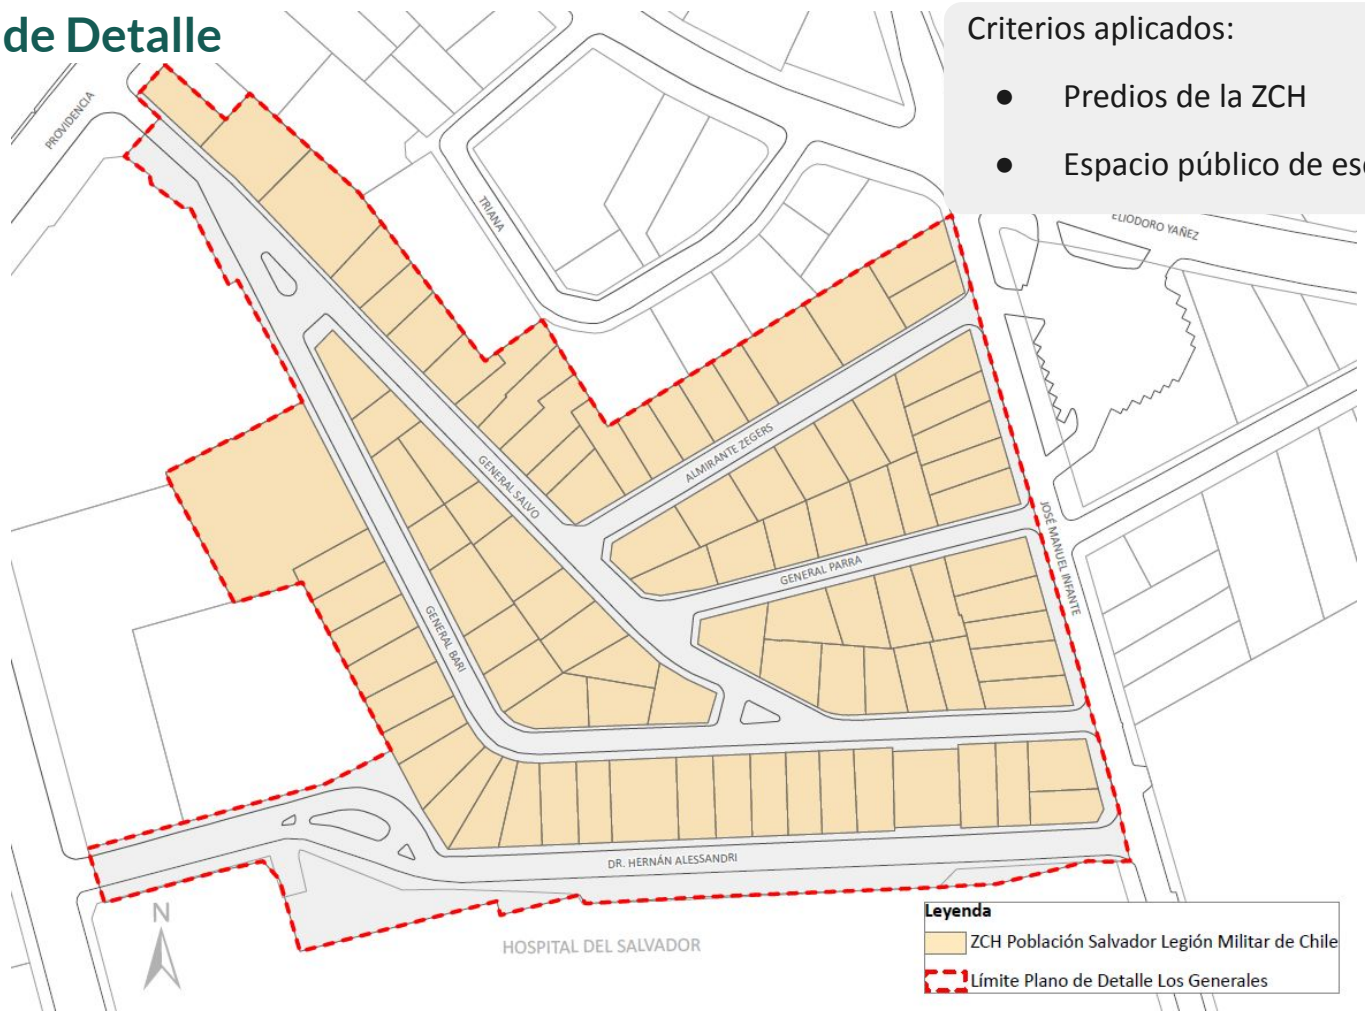 de Detalle
Criterios aplicados:
● Predios de la ZCH
● Espacio público de
PROVIDENCIA
TRIANA
ELIODORO YAÑEZ
ALMIRANTE ZEGERS
GENERAL SALVO
JOSÉ MANUEL INFANTE
GENERAL PARRA
GENERAL BARI
DR. HERNÁN ALESSANDRI
N
HOSPITAL DEL SALVADOR
Leyenda
ZCH Población Salvador Legión Militar de Chile
Límite Plano de Detalle Los Generales